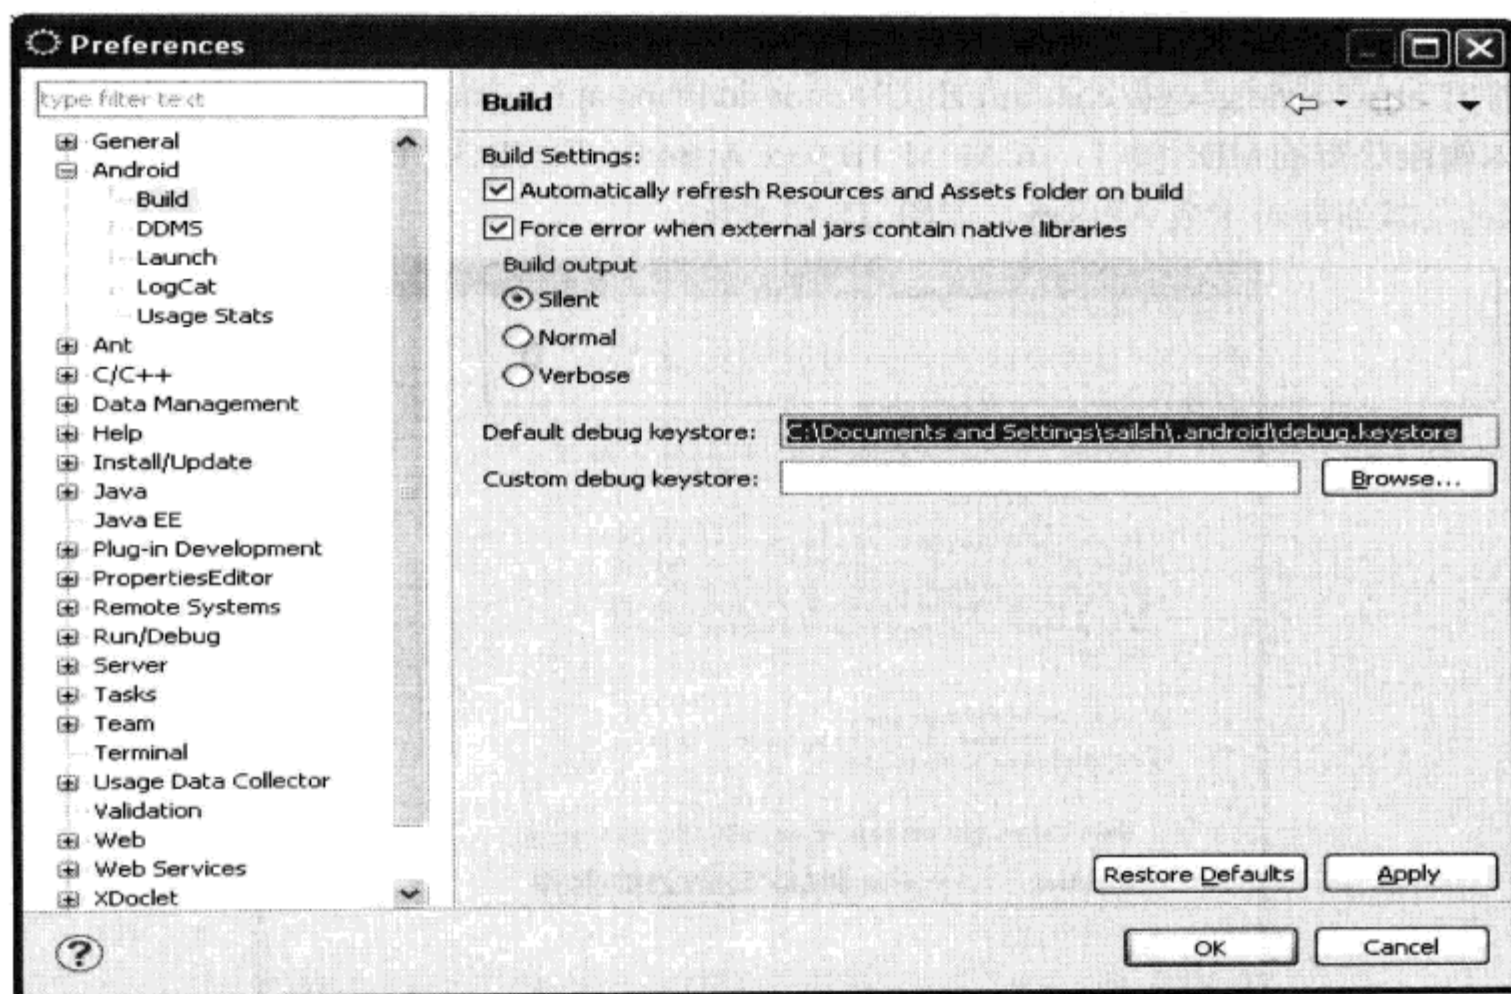 Preferences
type filter text
General
Android
Build
DDMS
Launch
LogCat
Usage Stats
Ant
C/C++
Data Management
Help
Install/Update
Java
Java EE
Plug-in Development
PropertiesEditor
Remote Systems
Run/Debug
Server
Tasks
Team
Terminal
Usage Data Collector
Validation
Web
Web Services
XDoclet
Build
Build Settings:
Automatically refresh Resources and Assets folder on build
Force error when external jars contain native libraries
Build output
Silent
Normal
Verbose
Default debug keystore: C:\Documents and Settings\sailsh\.android\debug.keystore
Custom debug keystore: Browse...
Restore Defaults Apply
? OK Cancel